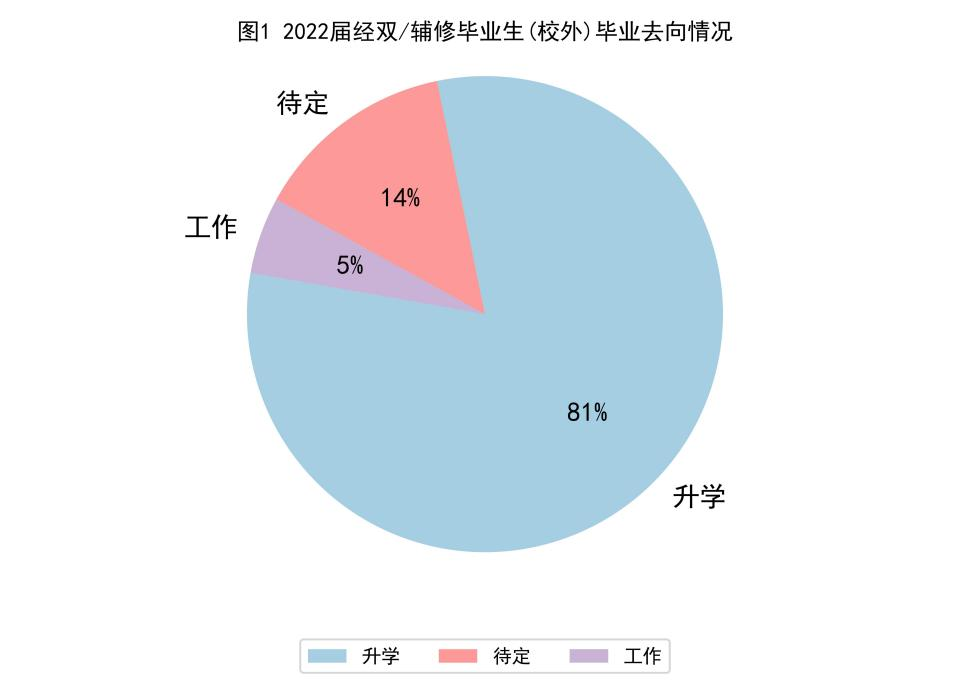 图1 2022届经双/辅修毕业生(校外)毕业去向情况
待定
14%
工作
5%
81%
升学
升学 待定 工作